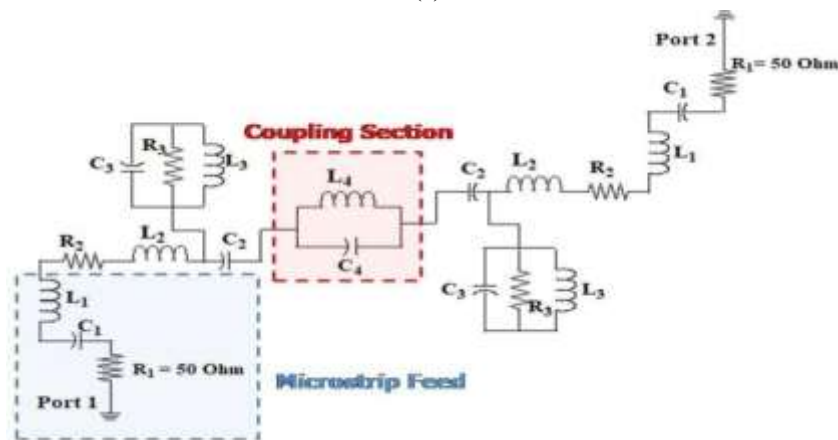 Port 2
R₁= 50 Ohm
C₁
L₁
Coupling Section
C₃ R₃ L₃
L₄
C₄
C₂ L₂ R₂
R₂ L₂ C₂
C₃ R₃ L₃
L₁
C₁
R₁ = 50 Ohm
Port 1
Microstrip Feed